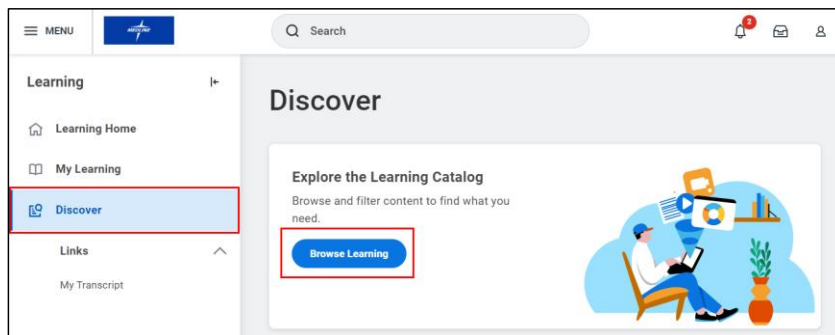 MENU
MEDLINE
Search
2
Learning
Learning Home
My Learning
Discover
Links
My Transcript
Discover
Explore the Learning Catalog
Browse and filter content to find what you
need.
Browse Learning